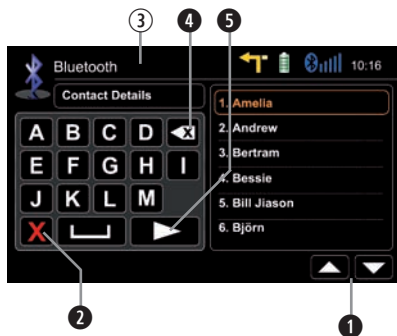 3 4 5
Bluetooth 10:16
Contact Details
A B C D X
E F G H I
J K L M
X
1. Amelia
2. Andrew
3. Bertram
4. Bessie
5. Bill Jiason
6. Björn
2 1